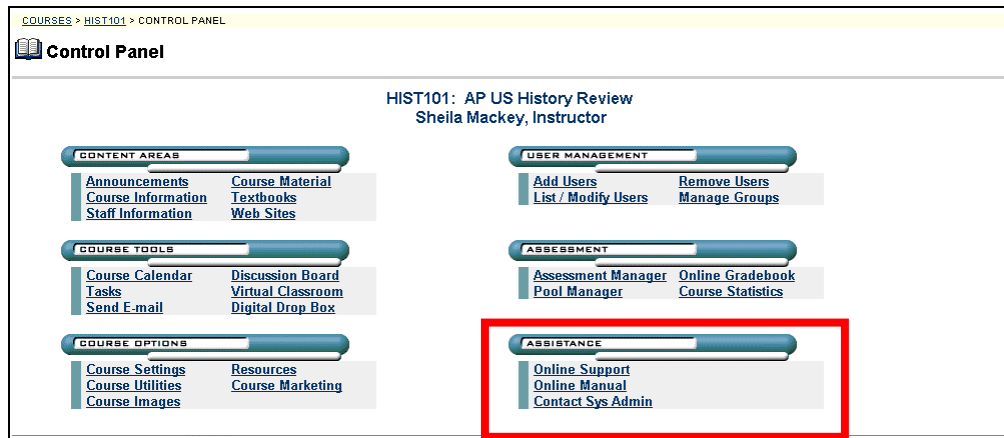 COURSES > HIST101 > CONTROL PANEL
Control Panel
HIST101: AP US History Review
Sheila Mackey, Instructor
CONTENT AREAS
Announcements Course Material
Course Information Textbooks
Staff Information Web Sites
USER MANAGEMENT
Add Users Remove Users
List / Modify Users Manage Groups
COURSE TOOLS
Course Calendar Discussion Board
Tasks Virtual Classroom
Send E-mail Digital Drop Box
ASSESSMENT
Assessment Manager Online Gradebook
Pool Manager Course Statistics
COURSE OPTIONS
Course Settings Resources
Course Utilities Course Marketing
Course Images
ASSISTANCE
Online Support
Online Manual
Contact Sys Admin